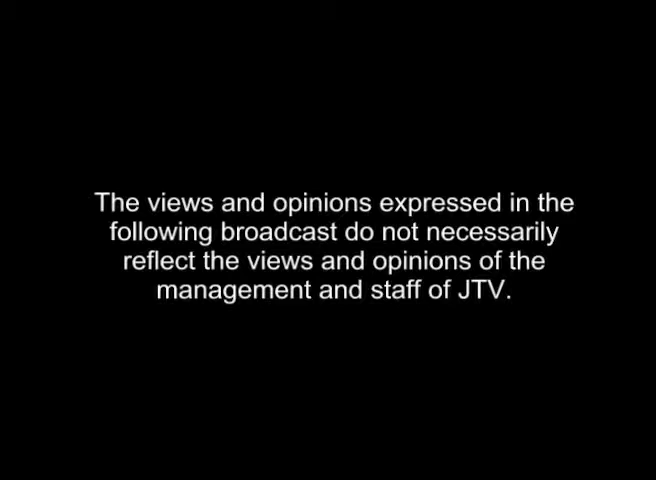 The views and opinions expressed in the
following broadcast do not necessarily
reflect the views and opinions of the
management and staff of JTV.